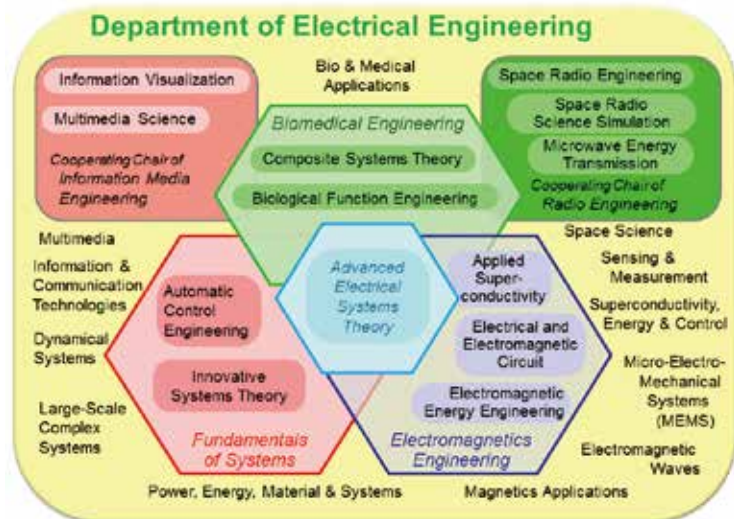 Department of Electrical Engineering
Information Visualization
Multimedia Science
Cooperating Chair of
Information Media
Engineering
Bio & Medical
Applications
Space Radio Engineering
Space Radio
Science Simulation
Microwave Energy
Transmission
Cooperating Chair of
Radio Engineering
Biomedical Engineering
Composite Systems Theory
Biological Function Engineering
Multimedia
Information &
Communication
Technologies
Dynamical
Systems
Large-Scale
Complex
Systems
Automatic
Control
Engineering
Innovative
Systems Theory
Fundamentals
of Systems
Advanced
Electrical
Systems
Theory
Applied
Super-
conductivity
Electrical and
Electromagnetic
Circuit
Electromagnetic
Energy Engineering
Electromagnetics
Engineering
Space Science
Sensing &
Measurement
Superconductivity,
Energy & Control
Micro-Electro-
Mechanical
Systems
(MEMS)
Electromagnetic
Waves
Power, Energy, Material & Systems
Magnetics Applications